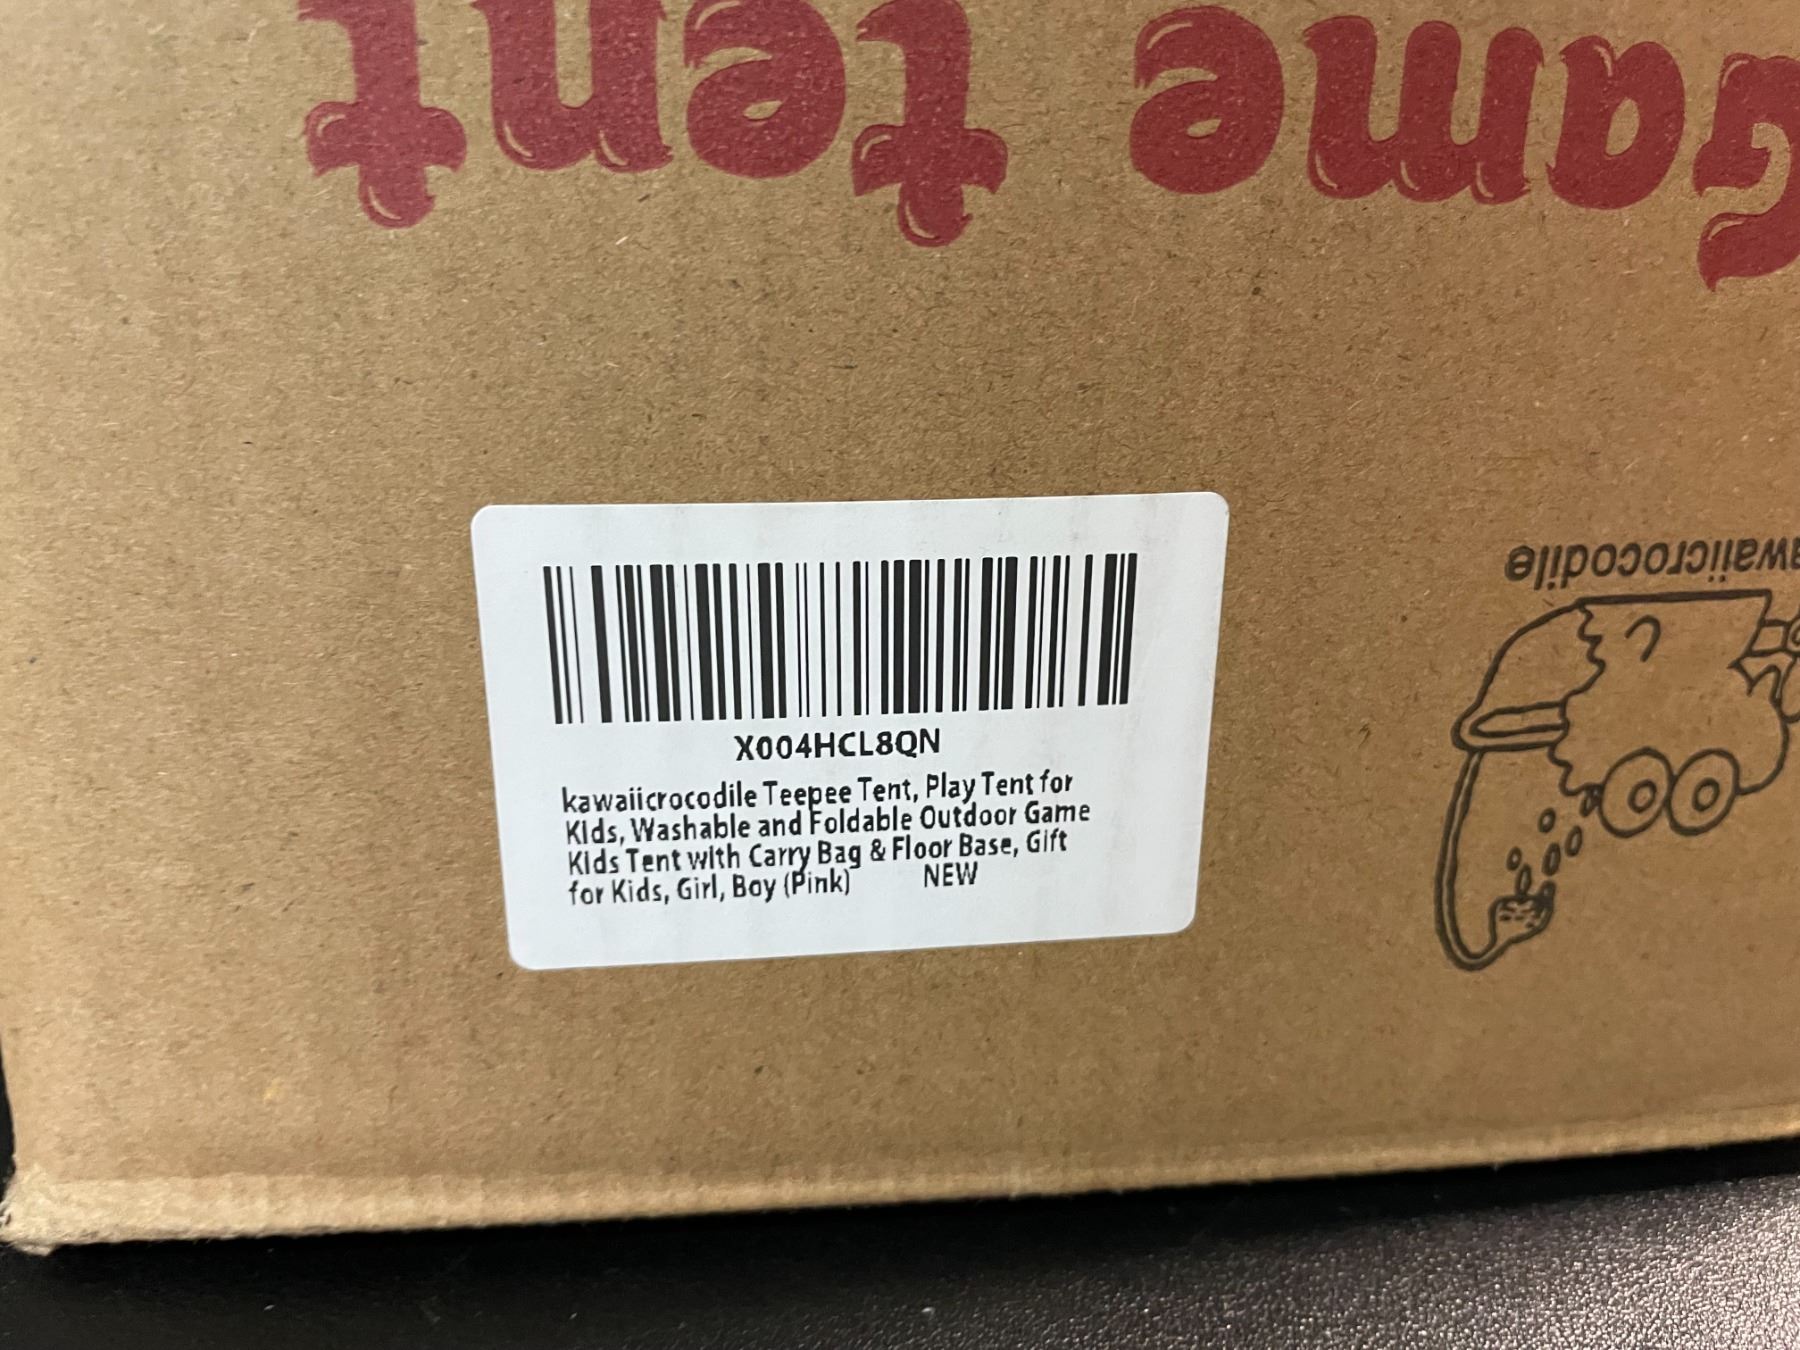 Game tent
X004HCL8QN
kawaiicrocodile Teepee Tent, Play Tent for
Kids, Washable and Foldable Outdoor Game
Kids Tent with Carry Bag & Floor Base, Gift
for Kids, Girl, Boy (Pink) NEW
awaiicrocodile